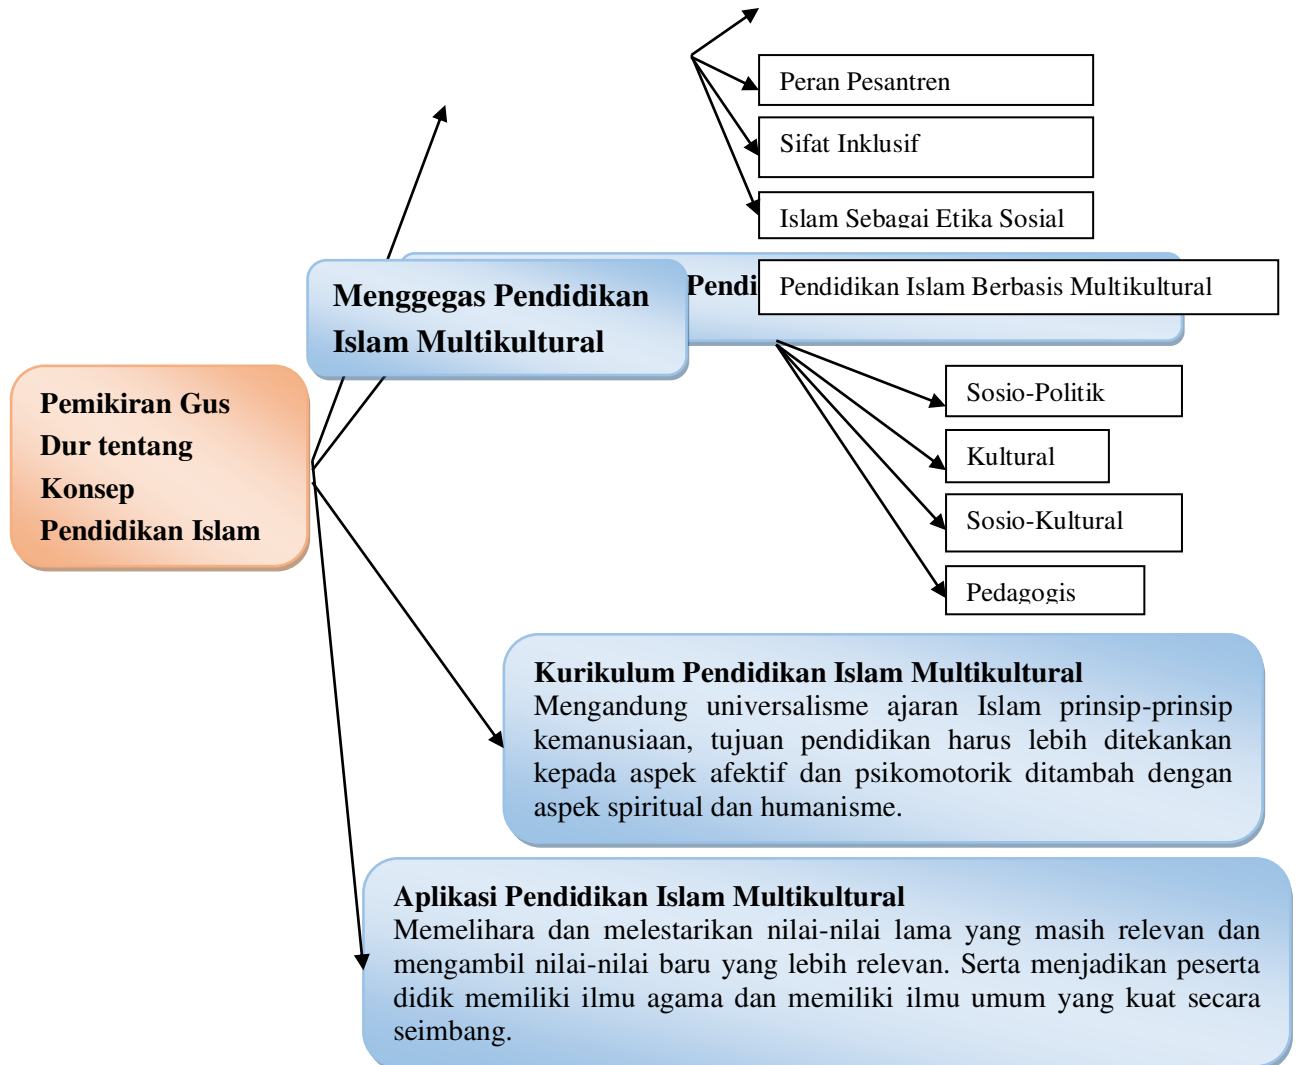 Peran Pesantren
Sifat Inklusif
Islam Sebagai Etika Sosial
Menggegas Pendidikan
Islam Multikultural
Pendi
Pendidikan Islam Berbasis Multikultural
Pemikiran Gus
Dur tentang
Konsep
Pendidikan Islam
Sosio-Politik
Kultural
Sosio-Kultural
Pedagogis
Kurikulum Pendidikan Islam Multikultural
Mengandung universalisme ajaran Islam prinsip-prinsip
kemanusiaan, tujuan pendidikan harus lebih ditekankan
kepada aspek afektif dan psikomotorik ditambah dengan
aspek spiritual dan humanisme.
Aplikasi Pendidikan Islam Multikultural
Memelihara dan melestarikan nilai-nilai lama yang masih relevan dan
mengambil nilai-nilai baru yang lebih relevan. Serta menjadikan peserta
didik memiliki ilmu agama dan memiliki ilmu umum yang kuat secara
seimbang.